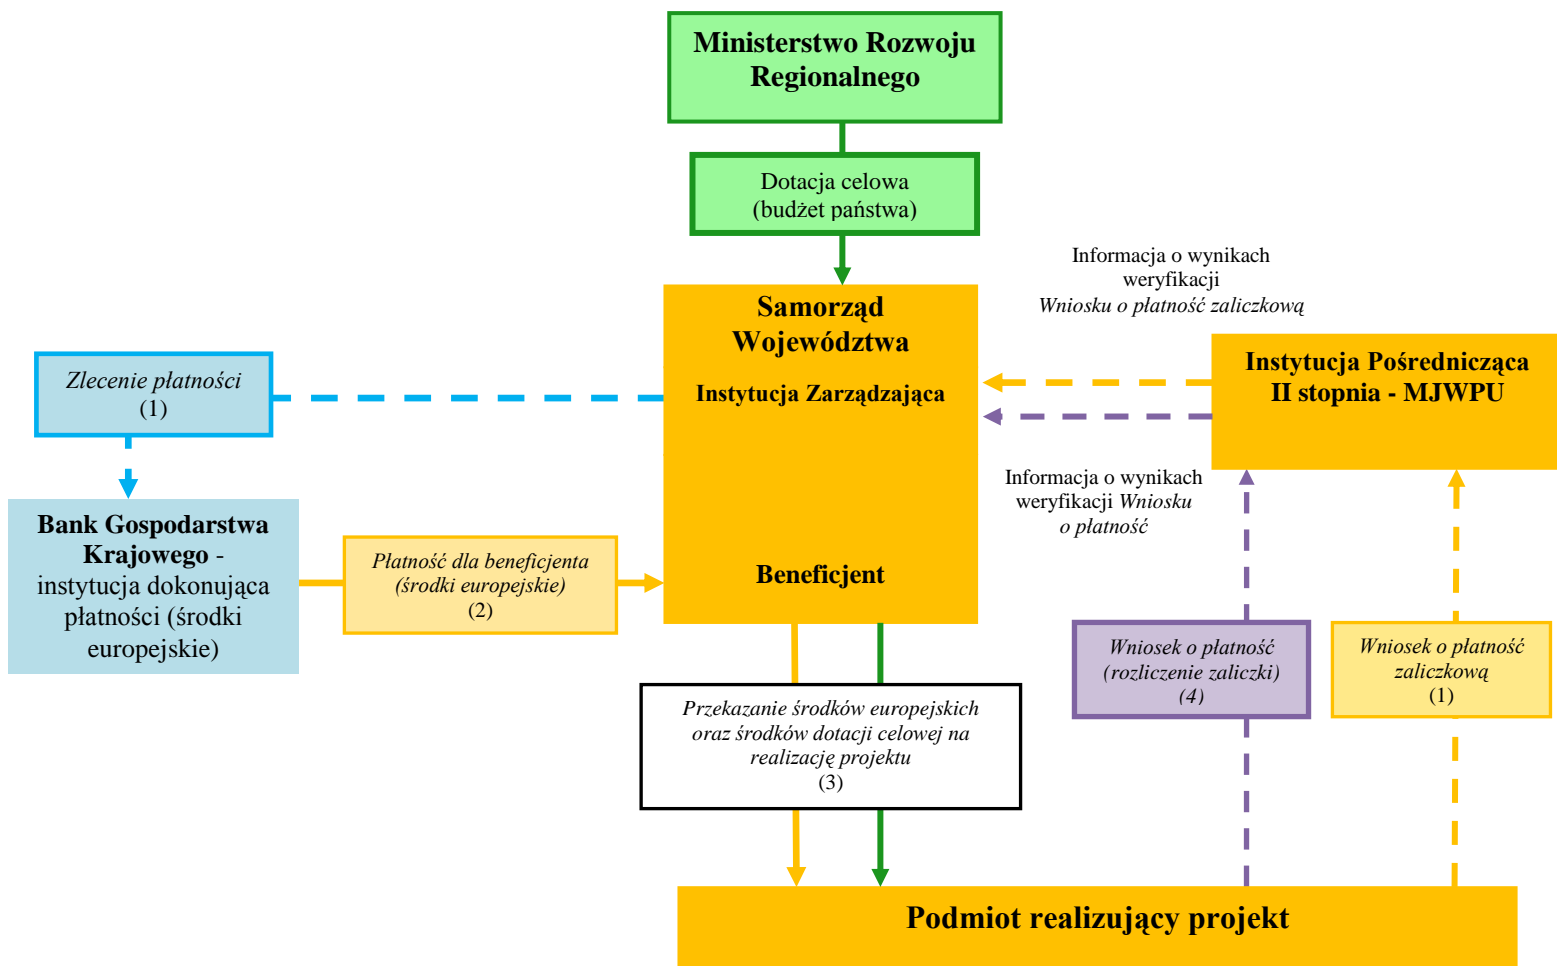 Ministerstwo Rozwoju
Regionalnego
Dotacja celowa
(budżet państwa)
Informacja o wynikach
weryfikacji
Wniosku o płatność zaliczkową
Samorząd
Województwa
Instytucja Zarządzająca
Beneficjent
Instytucja Pośrednicząca
II stopnia - MJWPU
Zlecenie płatności
(1)
Informacja o wynikach
weryfikacji Wniosku
o płatność
Bank Gospodarstwa
Krajowego -
instytucja dokonująca
płatności (środki
europejskie)
Płatność dla beneficjenta
(środki europejskie)
(2)
Wniosek o płatność
(rozliczenie zaliczki)
(4)
Wniosek o płatność
zaliczkową
(1)
Przekazanie środków europejskich
oraz środków dotacji celowej na
realizację projektu
(3)
Podmiot realizujący projekt